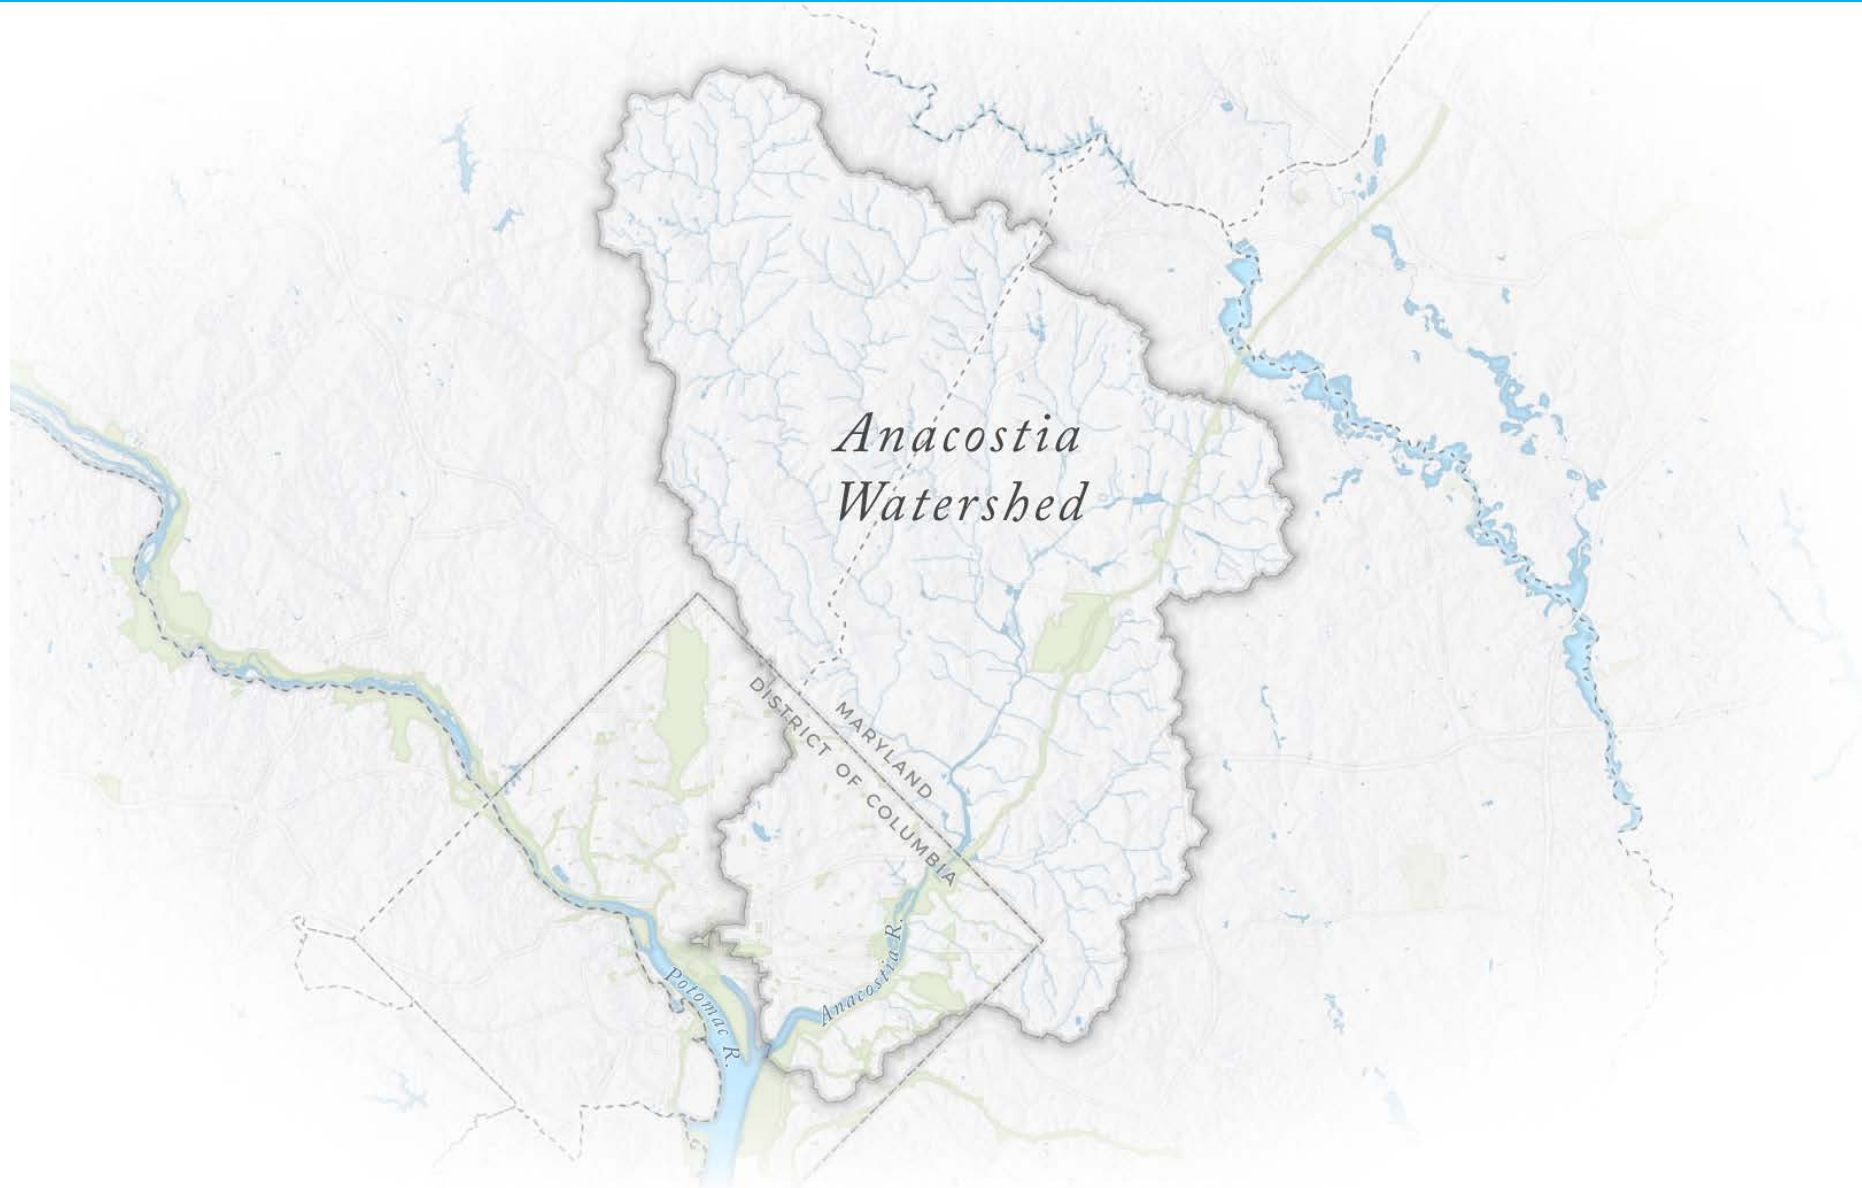 Anacostia
Watershed
MARYLAND
DISTRICT OF COLUMBIA
Anacostia R.
Potomac R.